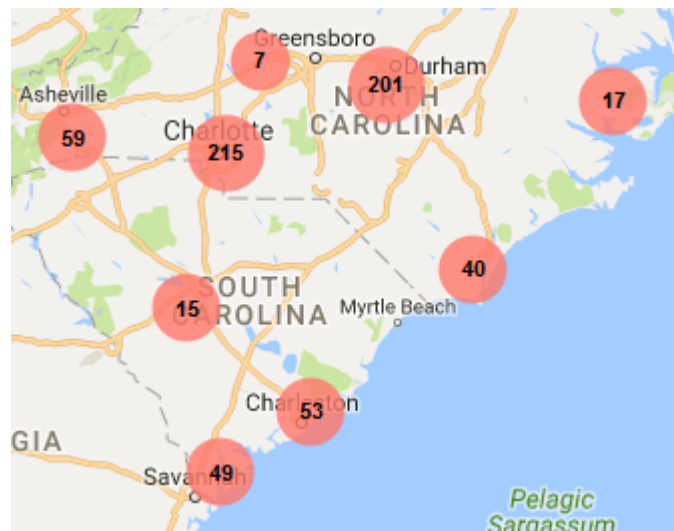 Greensboro
7
Durham
201
Asheville
17
59
Charlotte
215
NORTH
CAROLINA
40
SOUTH
CAROLINA
15
Myrtle Beach
Charleston
53
GIA
49
Savannah
Pelagic
Sargassum